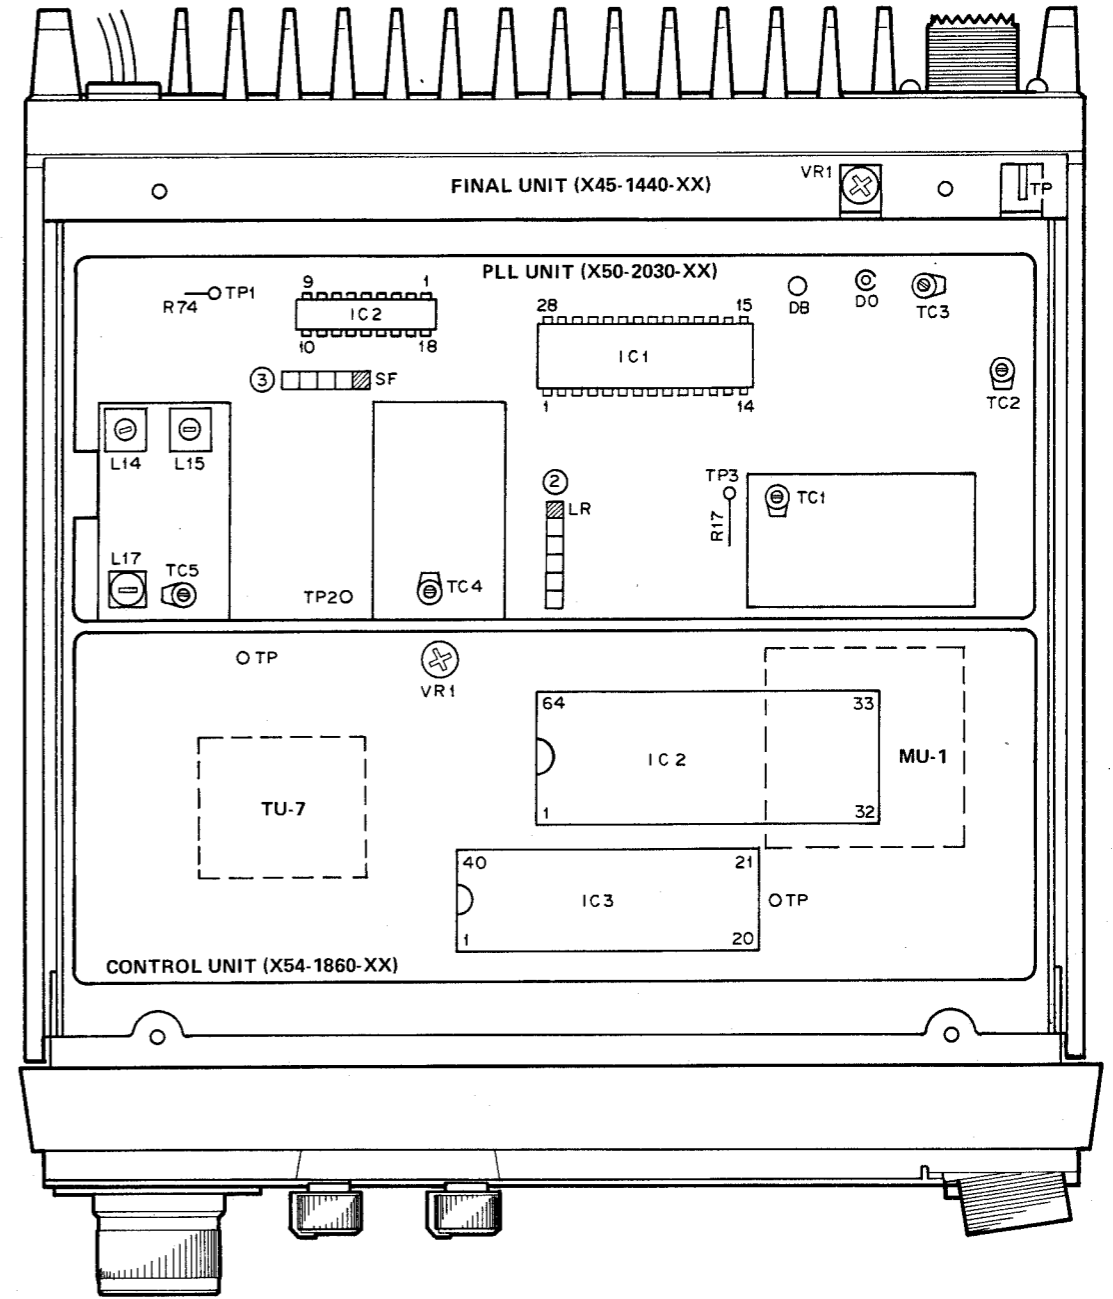 VR1
FINAL UNIT (X45-1440-XX)
TP
PLL UNIT (X50-2030-XX)
R74
TP1
9
1
IC2
10
18
28
15
IC1
1
14
DB
DO
TC3
TC2
3
SF
L14
L15
2
LR
TP3
R17
TC1
L17
TC5
TP2
TC4
TP
VR1
64
33
IC2
1
32
MU-1
TU-7
40
21
IC3
1
20
TP
CONTROL UNIT (X54-1860-XX)